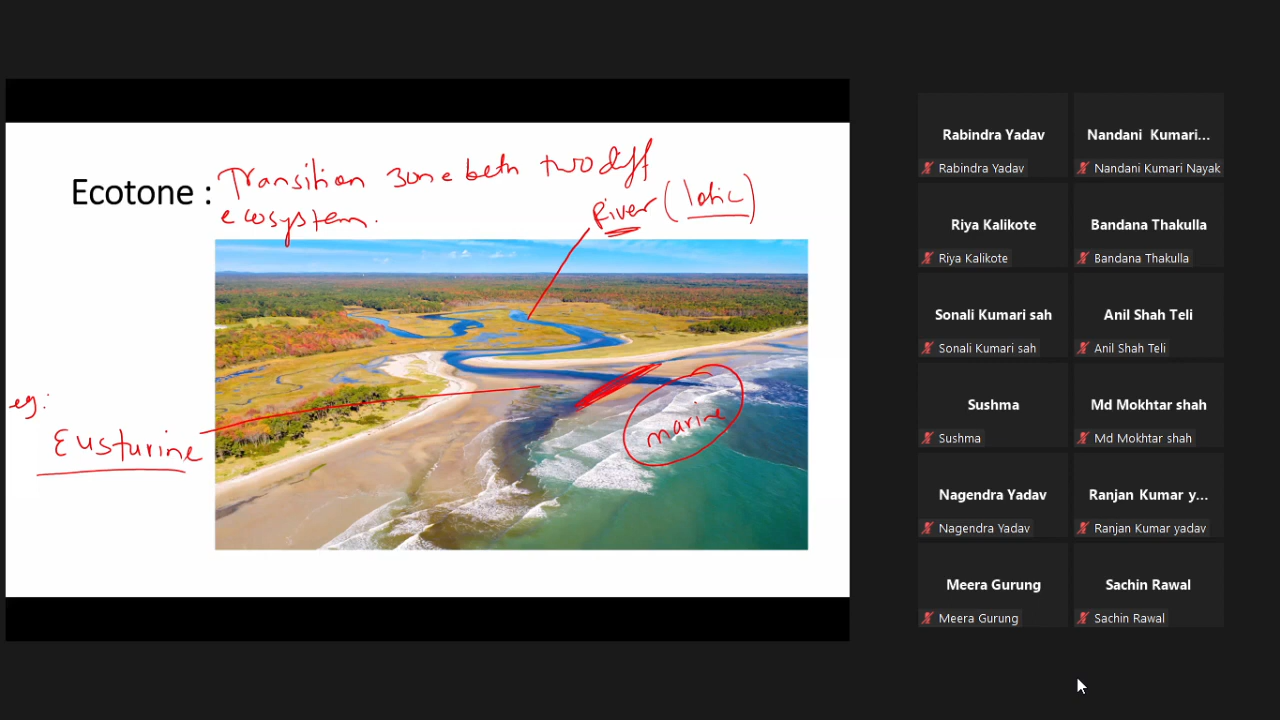 Ecotone : Transition zone betn two diff
ecosystem.
River (lotic)
eg:
Eusturine
marine
Rabindra Yadav
Rabindra Yadav
Nandani Kumari...
Nandani Kumari Nayak
Riya Kalikote
Riya Kalikote
Bandana Thakulla
Bandana Thakulla
Sonali Kumari sah
Sonali Kumari sah
Anil Shah Teli
Anil Shah Teli
Sushma
Sushma
Md Mokhtar shah
Md Mokhtar shah
Nagendra Yadav
Nagendra Yadav
Ranjan Kumar y...
Ranjan Kumar yadav
Meera Gurung
Meera Gurung
Sachin Rawal
Sachin Rawal